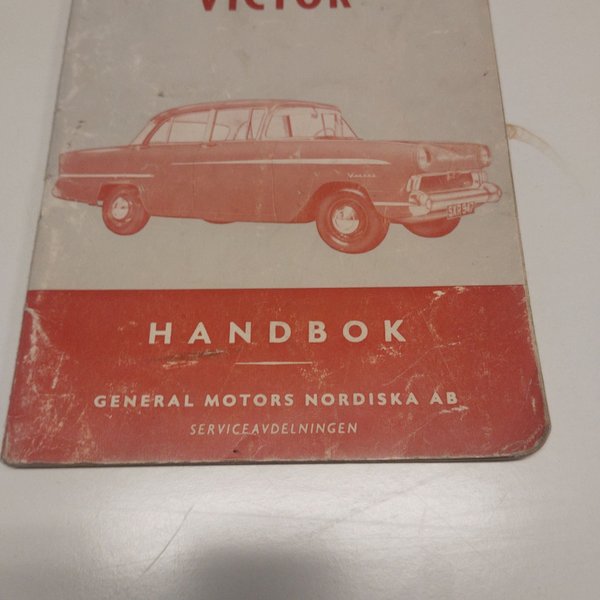 VICTOR
HANDBOK
GENERAL MOTORS NORDISKA AB
SERVICEAVDELNINGEN